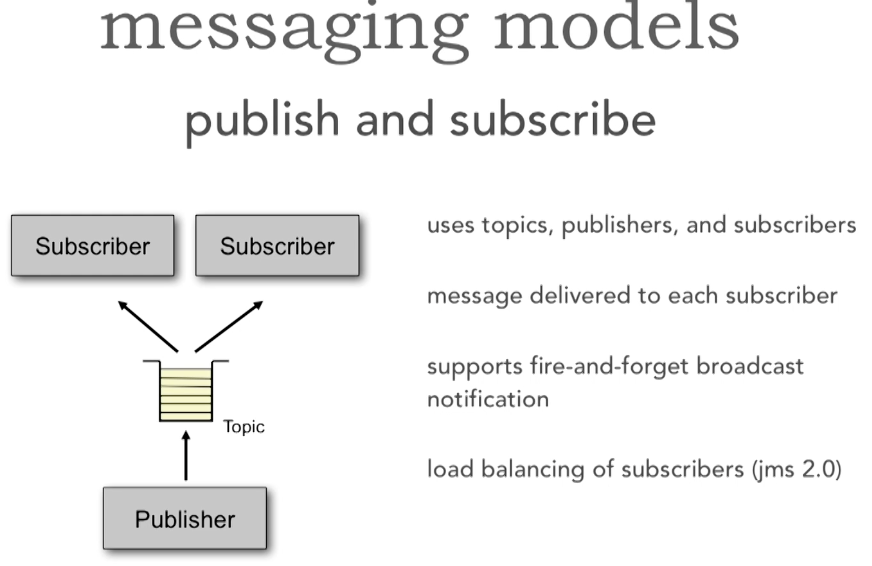 messaging models
publish and subscribe
Subscriber
Subscriber
Topic
Publisher
uses topics, publishers, and subscribers
message delivered to each subscriber
supports fire-and-forget broadcast
notification
load balancing of subscribers (jms 2.0)